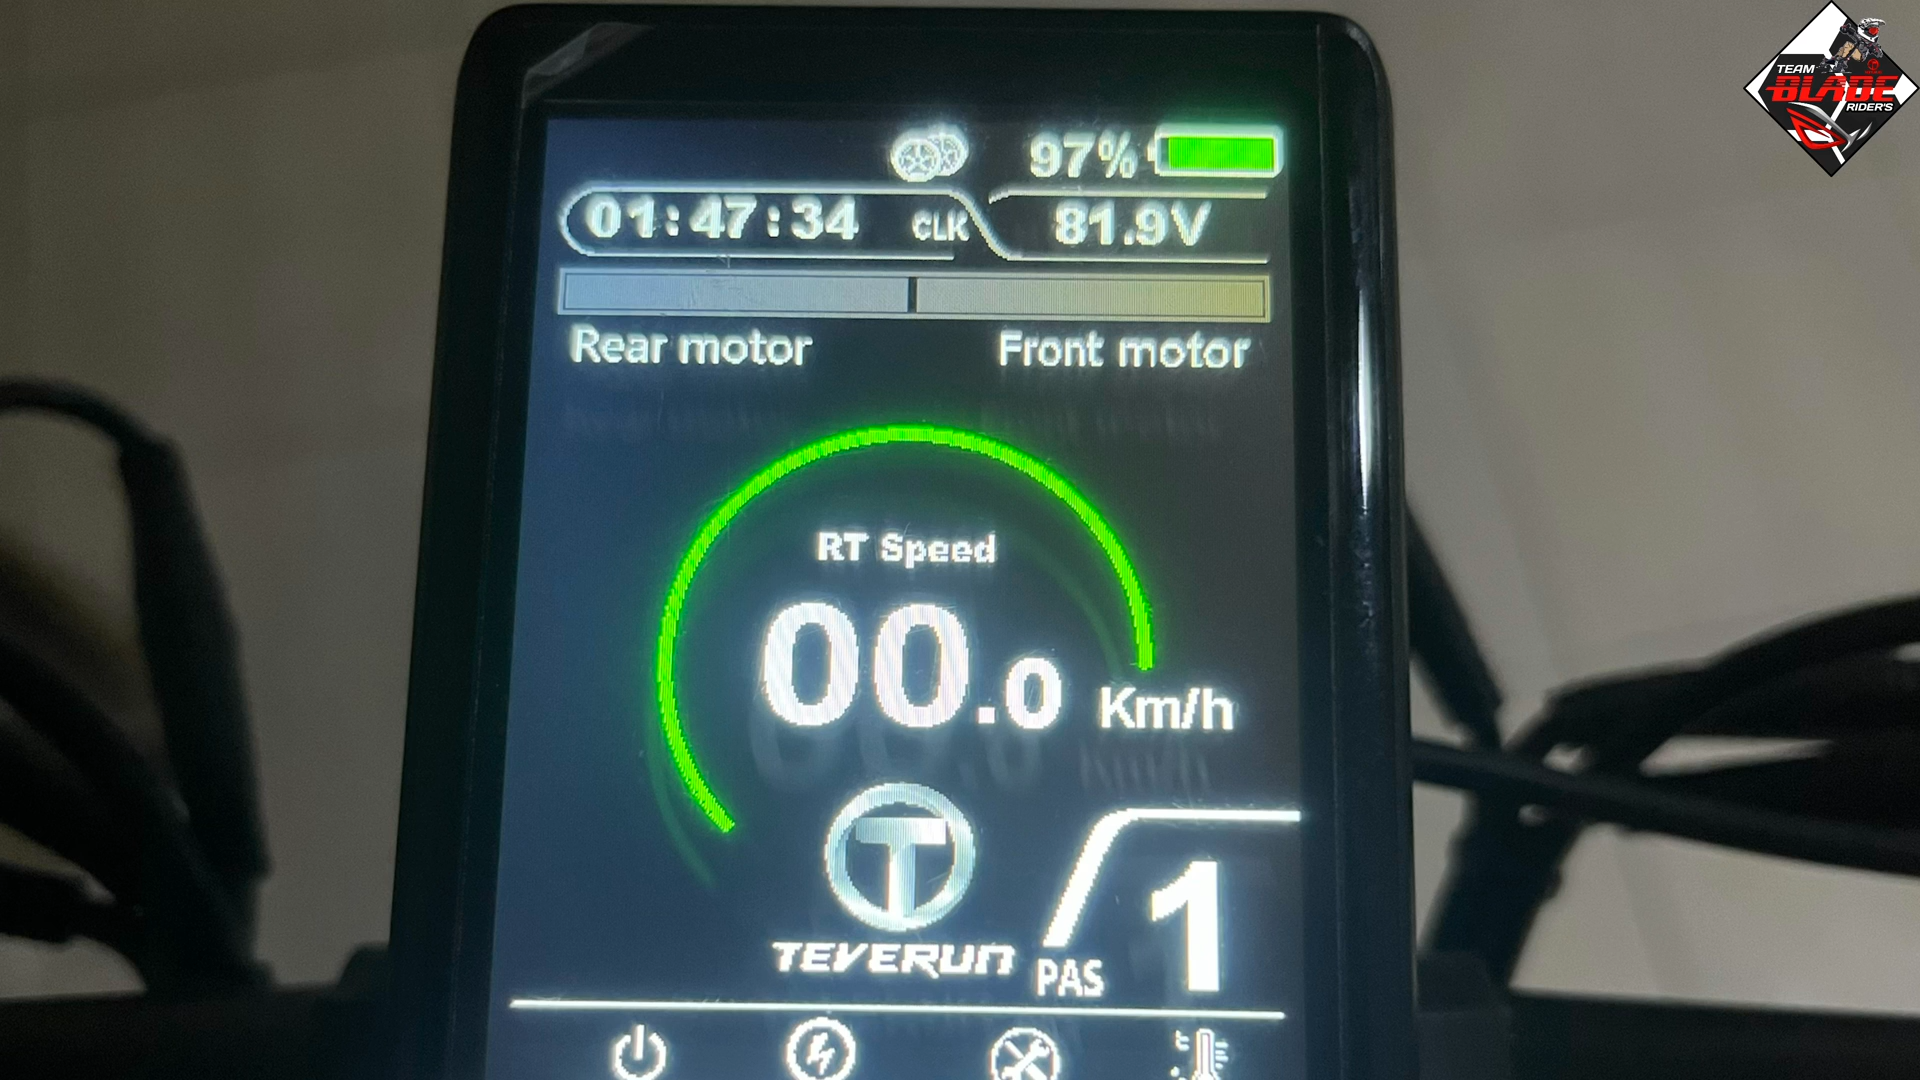 TEAM
BLADE
RIDER'S
97%
01:47:34 CLK
81.9V
Rear motor
Front motor
RT Speed
00.0 Km/h
TEVERUN
PAS 1